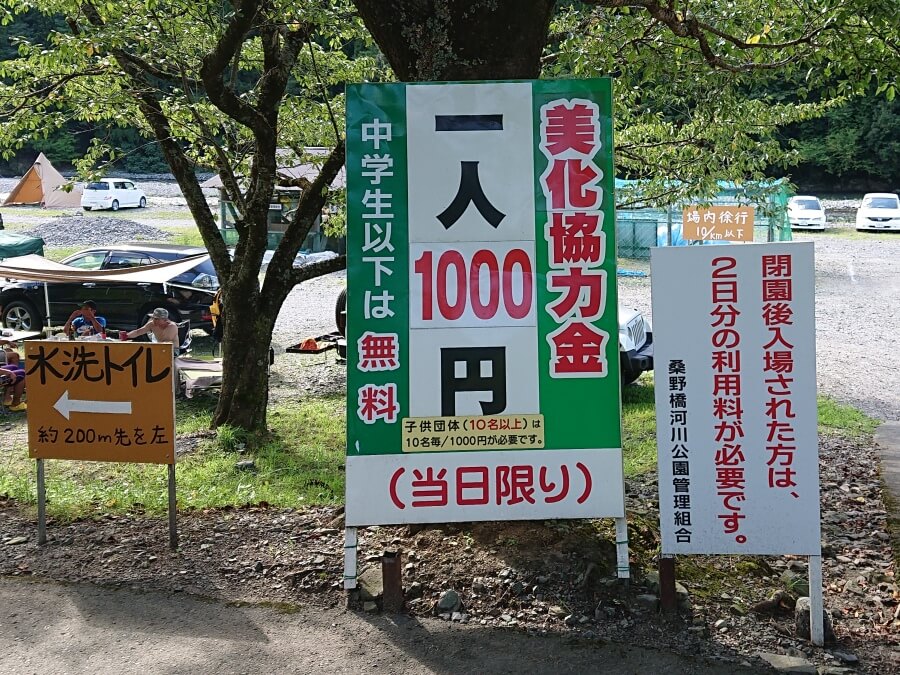 水洗トイレ
約200m先を左
美化協力金
一人
1000
円
中学生以下は無料
子供団体(10名以上)は
10名毎/1000円が必要です。
(当日限り)
場内徐行
10/km以下
閉園後入場された方は、
2日分の利用料が必要です。
桑野橋河川公園管理組合